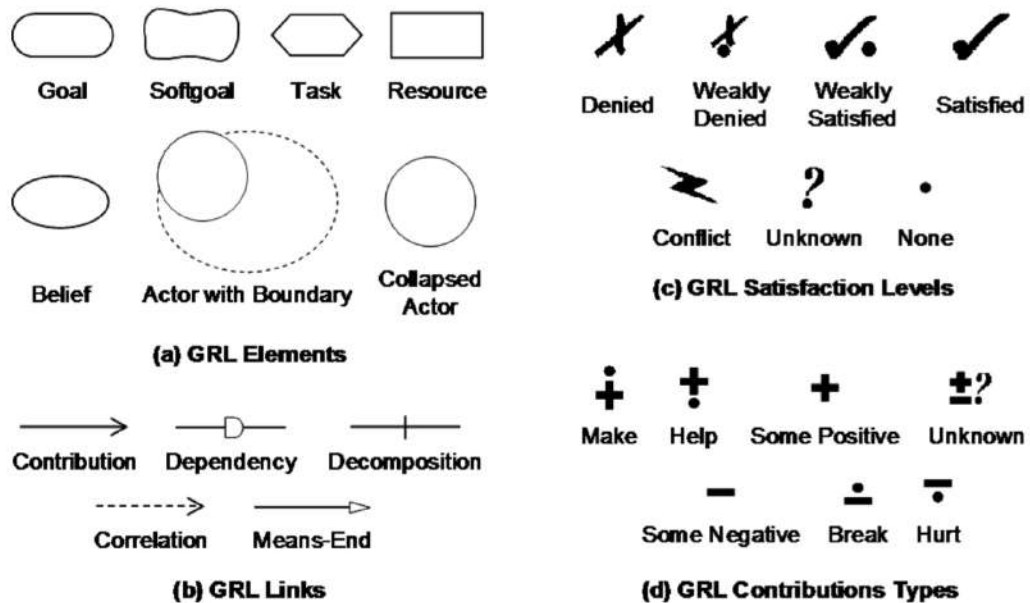 Goal Softgoal Task Resource
Belief Actor with Boundary Collapsed
Actor
(a) GRL Elements
Contribution Dependency Decomposition
Correlation Means-End
(b) GRL Links
Denied Weakly
Denied Weakly
Satisfied Satisfied
?
Conflict Unknown None
(c) GRL Satisfaction Levels
+ + + ±?
Make Help Some Positive Unknown
− − −
Some Negative Break Hurt
(d) GRL Contributions Types